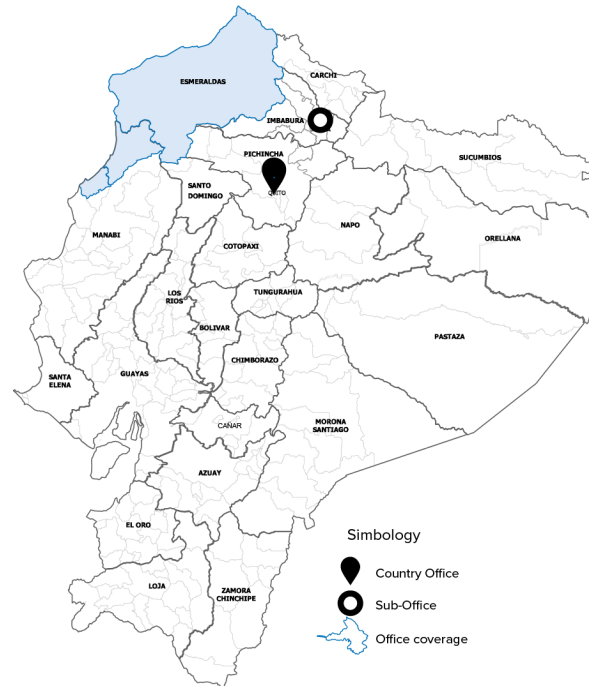 ESMERALDAS
CARCHI
IMBABURA
PICHINCHA
SUCUMBIOS
QUITO
SANTO
DOMINGO
NAPO
MANABI
ORELLANA
COTOPAXI
LOS
RIOS
TUNGURAHUA
BOLIVAR
PASTAZA
CHIMBORAZO
SANTA
ELENA
GUAYAS
CAÑAR
MORONA
SANTIAGO
AZUAY
EL ORO
Simbology
Country Office
LOJA
ZAMORA
CHINCHIPE
Sub-Office
Office coverage